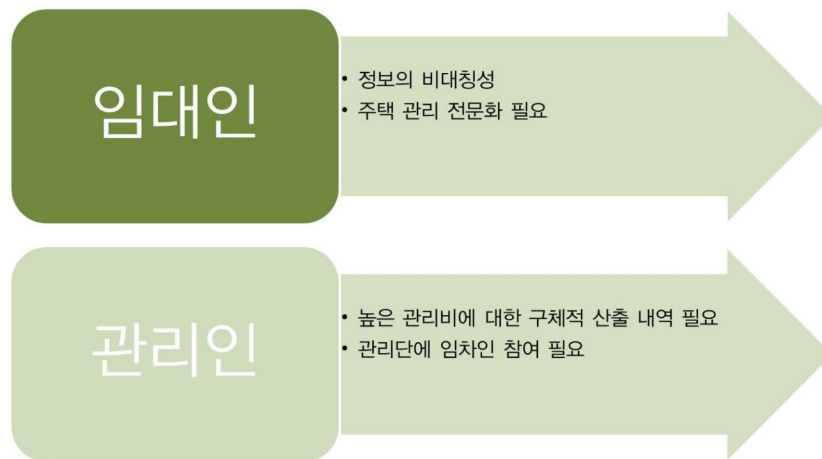 임대인
• 정보의 비대칭성
• 주택 관리 전문화 필요
관리인
• 높은 관리비에 대한 구체적 산출 내역 필요
• 관리단에 임차인 참여 필요